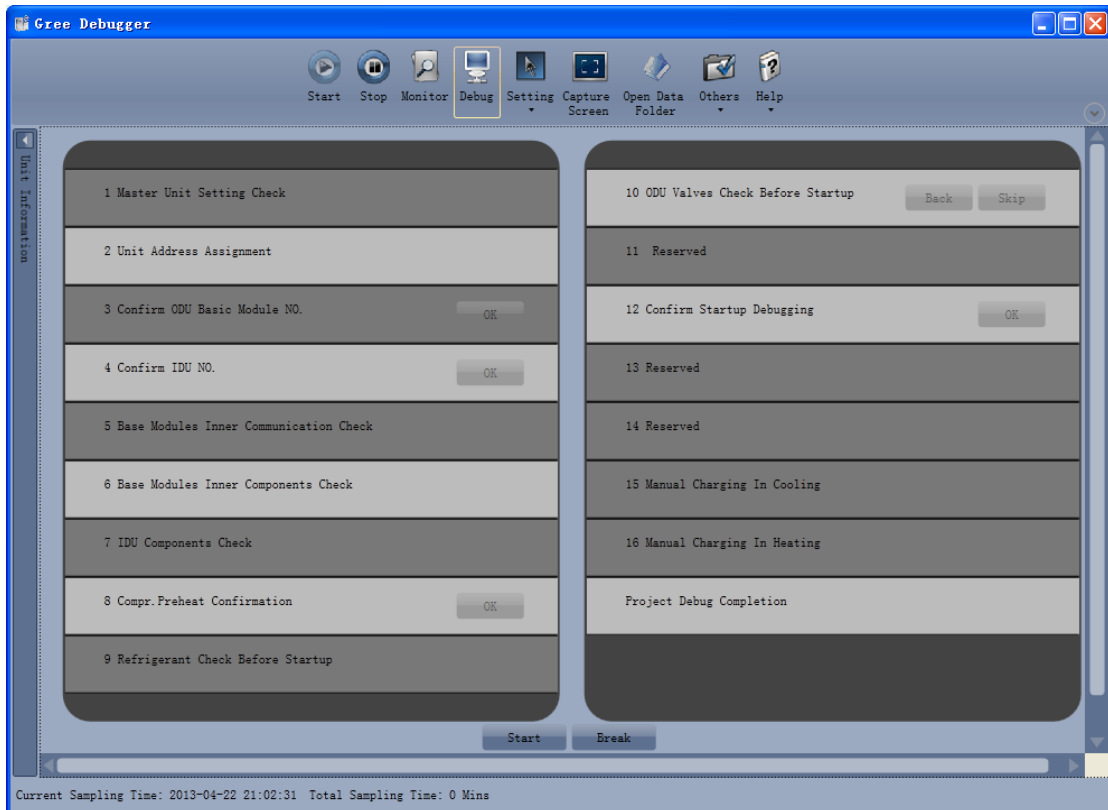 Gree Debugger
Start
Stop
Monitor
Debug
Setting
Capture
Screen
Open Data
Folder
Others
Help
Unit Information
1 Master Unit Setting Check
2 Unit Address Assignment
3 Confirm ODU Basic Module NO.
OK
4 Confirm IDU NO.
OK
5 Base Modules Inner Communication Check
6 Base Modules Inner Components Check
7 IDU Components Check
8 Compr.Preheat Confirmation
OK
9 Refrigerant Check Before Startup
10 ODU Valves Check Before Startup
Back
Skip
11 Reserved
12 Confirm Startup Debugging
OK
13 Reserved
14 Reserved
15 Manual Charging In Cooling
16 Manual Charging In Heating
Project Debug Completion
Start
Break
Current Sampling Time: 2013-04-22 21:02:31 Total Sampling Time: 0 Mins